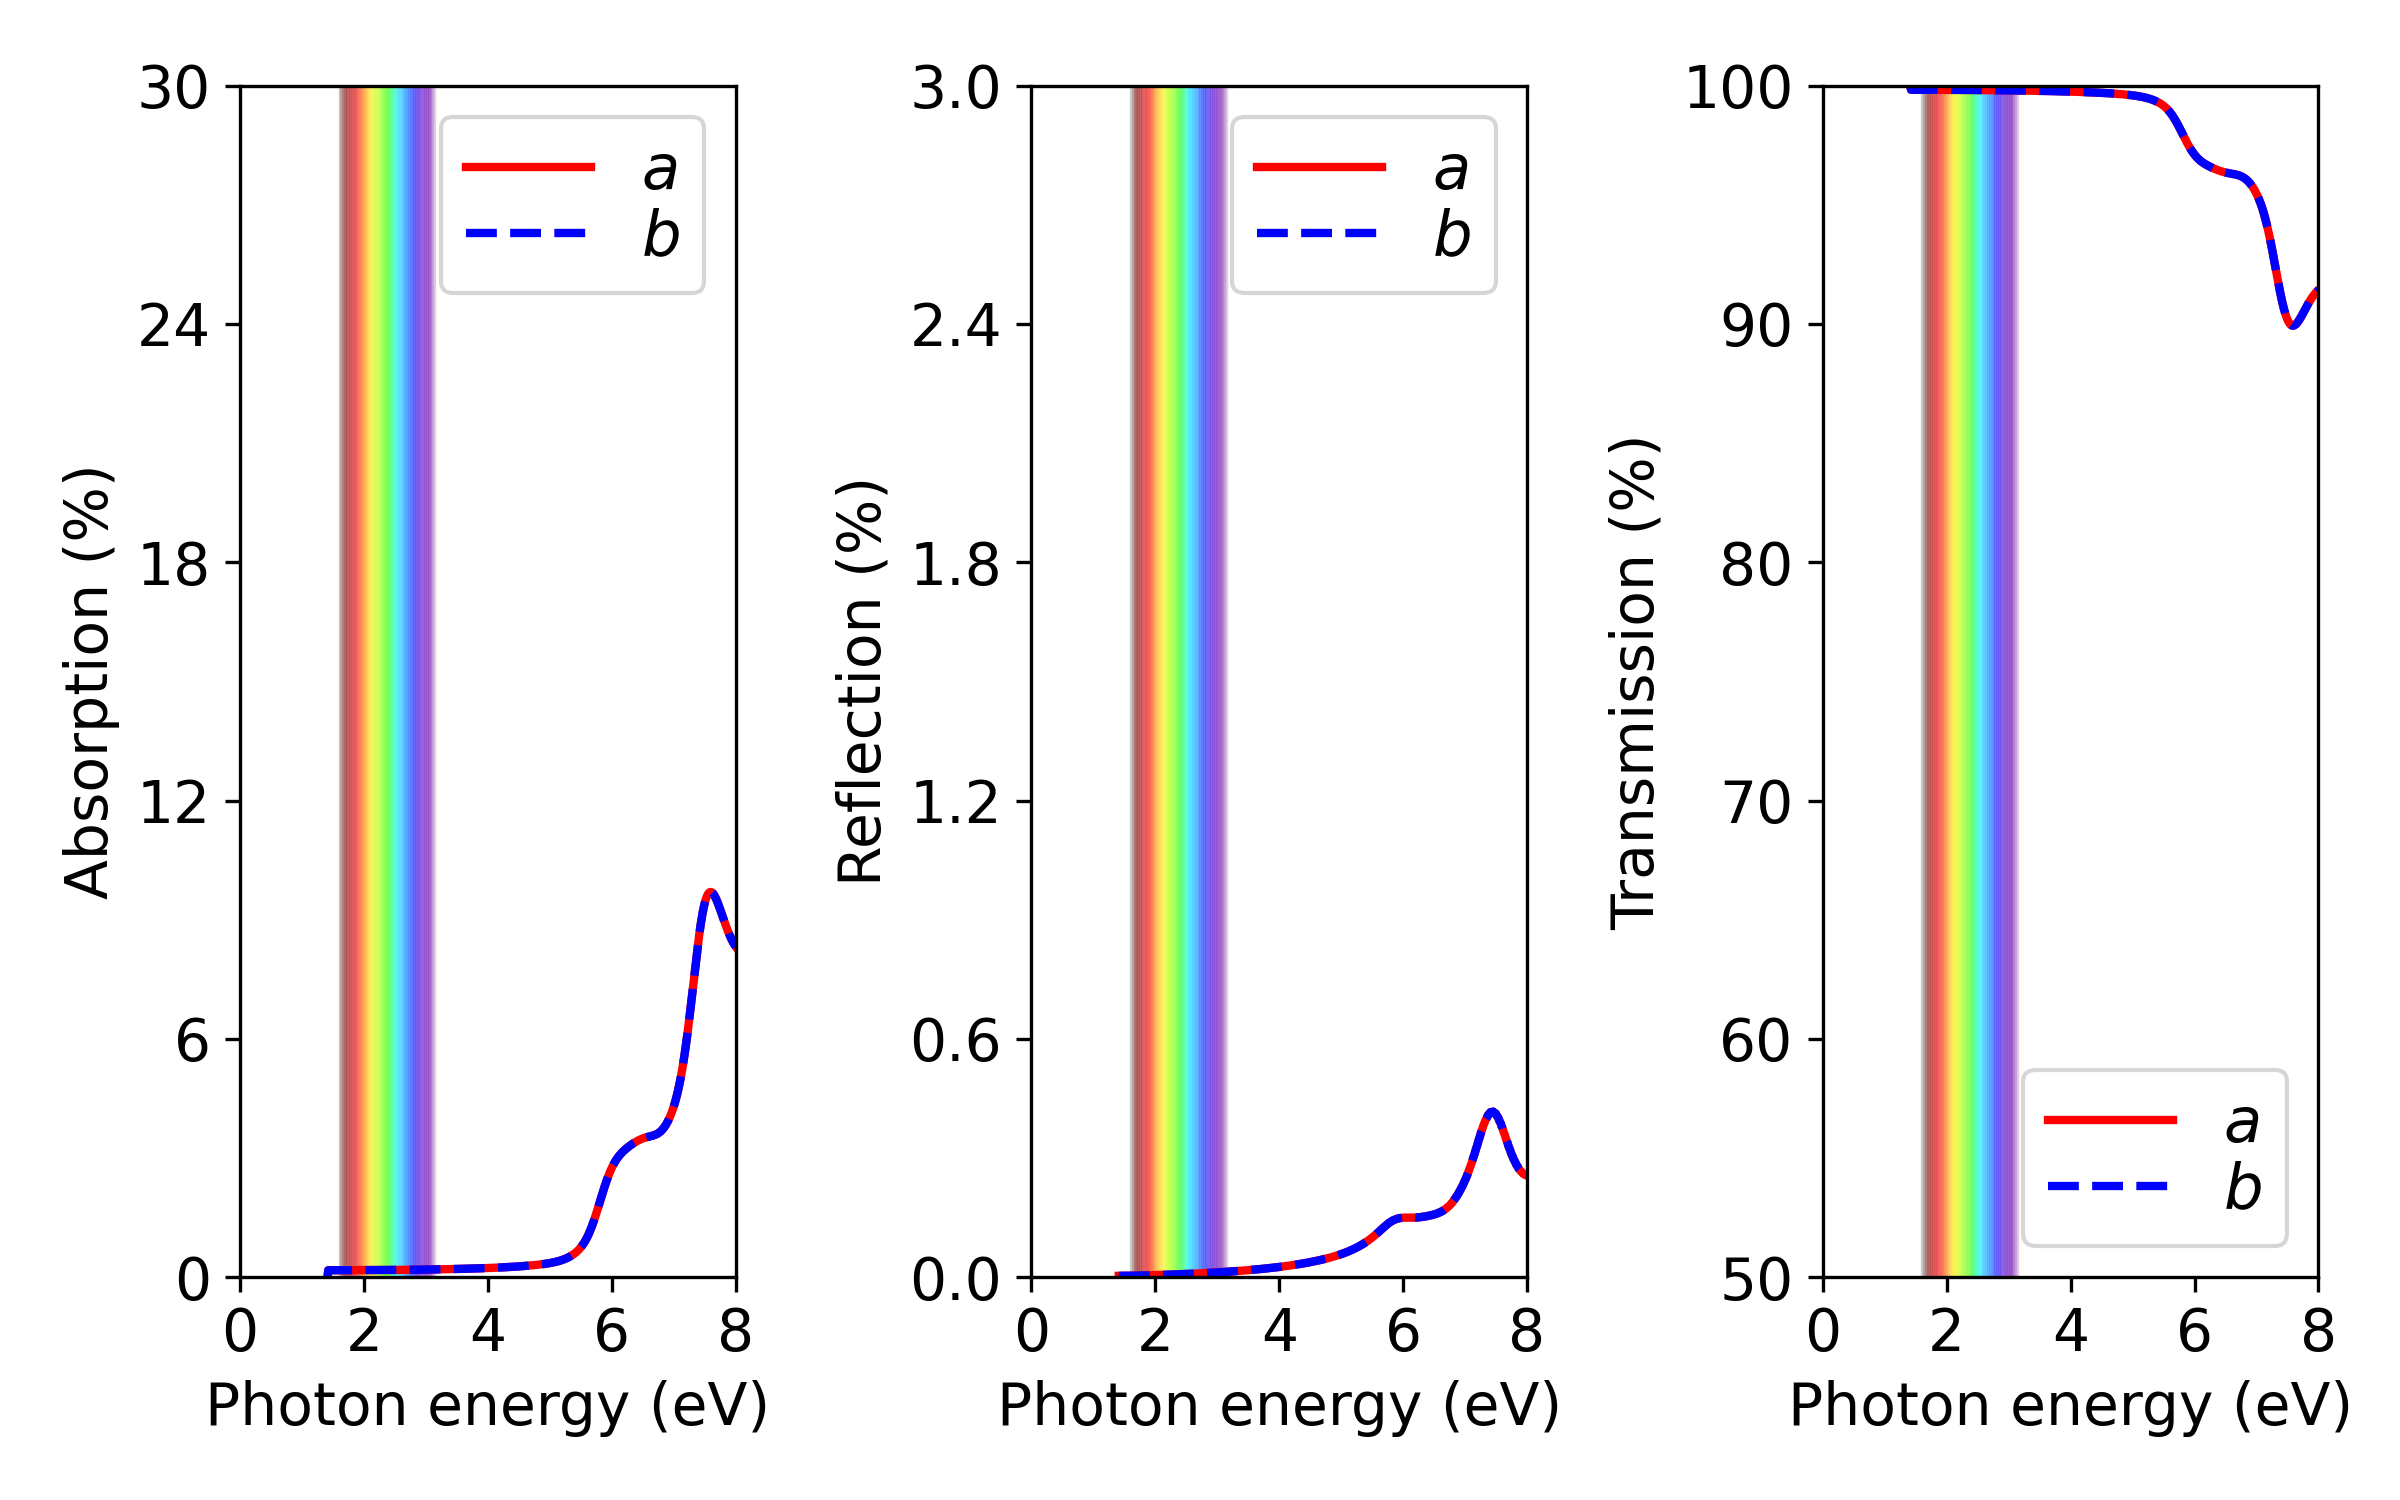 Absorption (%)
30
24
18
12
6
0
0 2 4 6 8
Photon energy (eV)
a
b
Reflection (%)
3.0
2.4
1.8
1.2
0.6
0.0
0 2 4 6 8
Photon energy (eV)
a
b
Transmission (%)
100
90
80
70
60
50
0 2 4 6 8
Photon energy (eV)
a
b